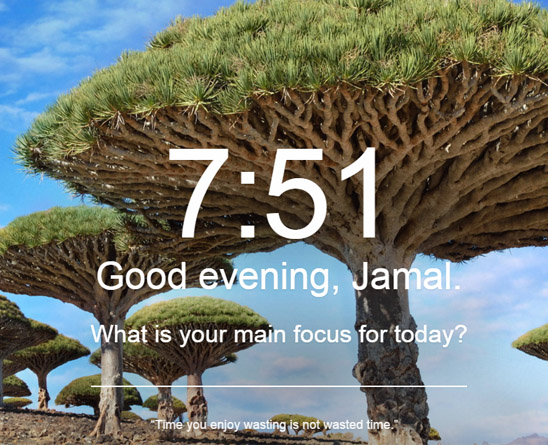 7:51
Good evening, Jamal.
What is your main focus for today?
“Time you enjoy wasting is not wasted time.”